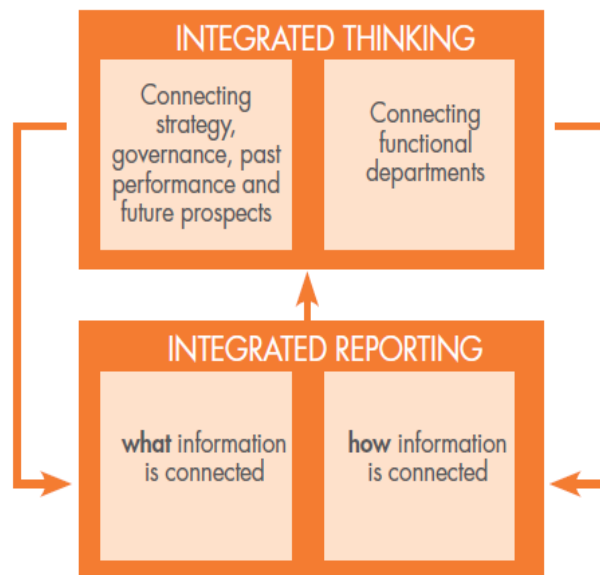 INTEGRATED THINKING
Connecting
strategy,
governance, past
performance and
future prospects
Connecting
functional
departments
INTEGRATED REPORTING
what information
is connected
how information
is connected